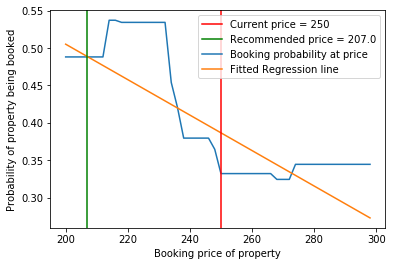 Current price = 250
Recommended price = 207.0
Booking probability at price
Fitted Regression line
Probability of property being booked
0.55
0.50
0.45
0.40
0.35
0.30
200 220 240 260 280 300
Booking price of property